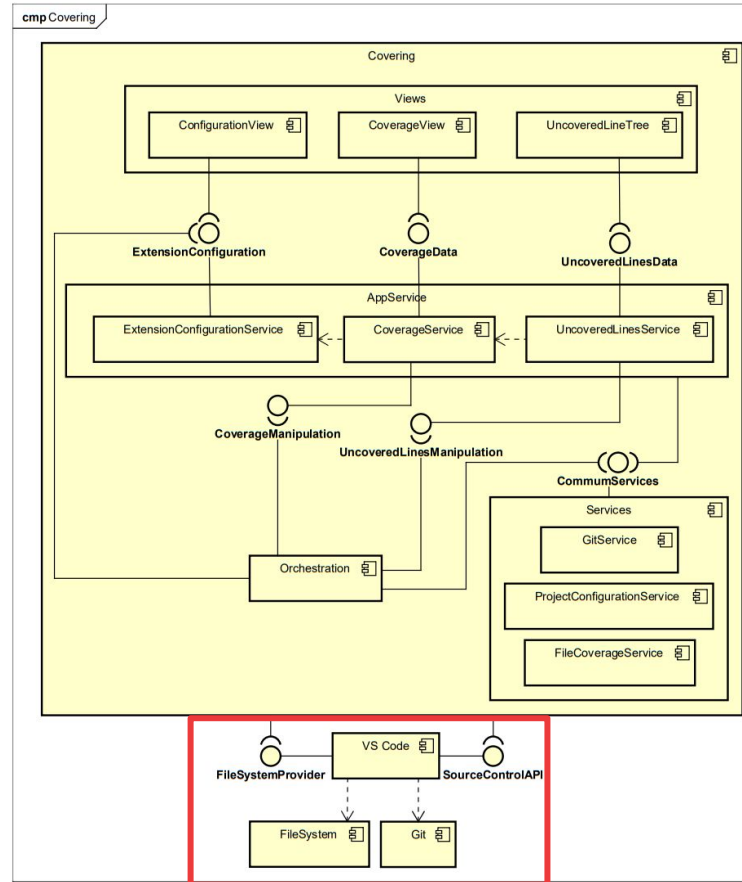 cmp Covering
Covering
Views
ConfigurationView
CoverageView
UncoveredLineTree
ExtensionConfiguration
CoverageData
UncoveredLinesData
AppService
ExtensionConfigurationService
CoverageService
UncoveredLinesService
CoverageManipulation
UncoveredLinesManipulation
CommumServices
Services
GitService
Orchestration
ProjectConfigurationService
FileCoverageService
VS Code
FileSystemProvider
SourceControlAPI
FileSystem
Git